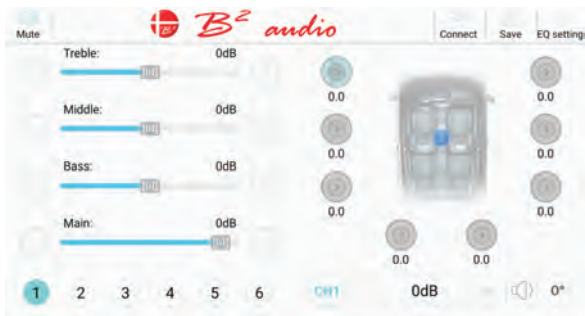 Mute
B² audio
Connect Save EQ setting
Treble: 0dB
Middle: 0dB
Bass: 0dB
Main: 0dB
0.0 0.0
0.0 0.0
0.0 0.0
0.0 0.0
1 2 3 4 5 6 CH1 0dB 0°